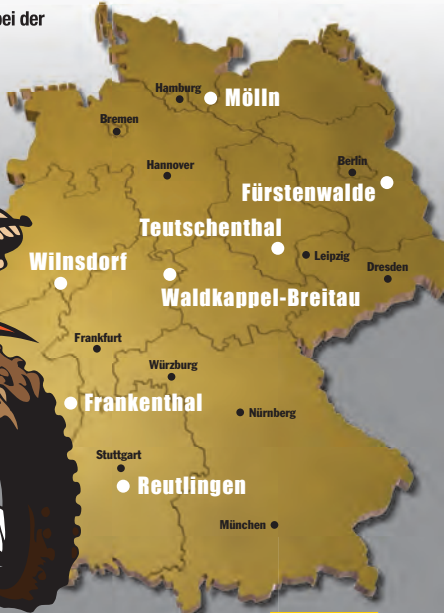 bei der
Hamburg
Mölln
Bremen
Hannover
Berlin
Fürstenwalde
Teutschenthal
Leipzig
Wilnsdorf
Dresden
Waldkappel-Breitau
Frankfurt
Würzburg
Frankenthal
Nürnberg
Stuttgart
Reutlingen
München